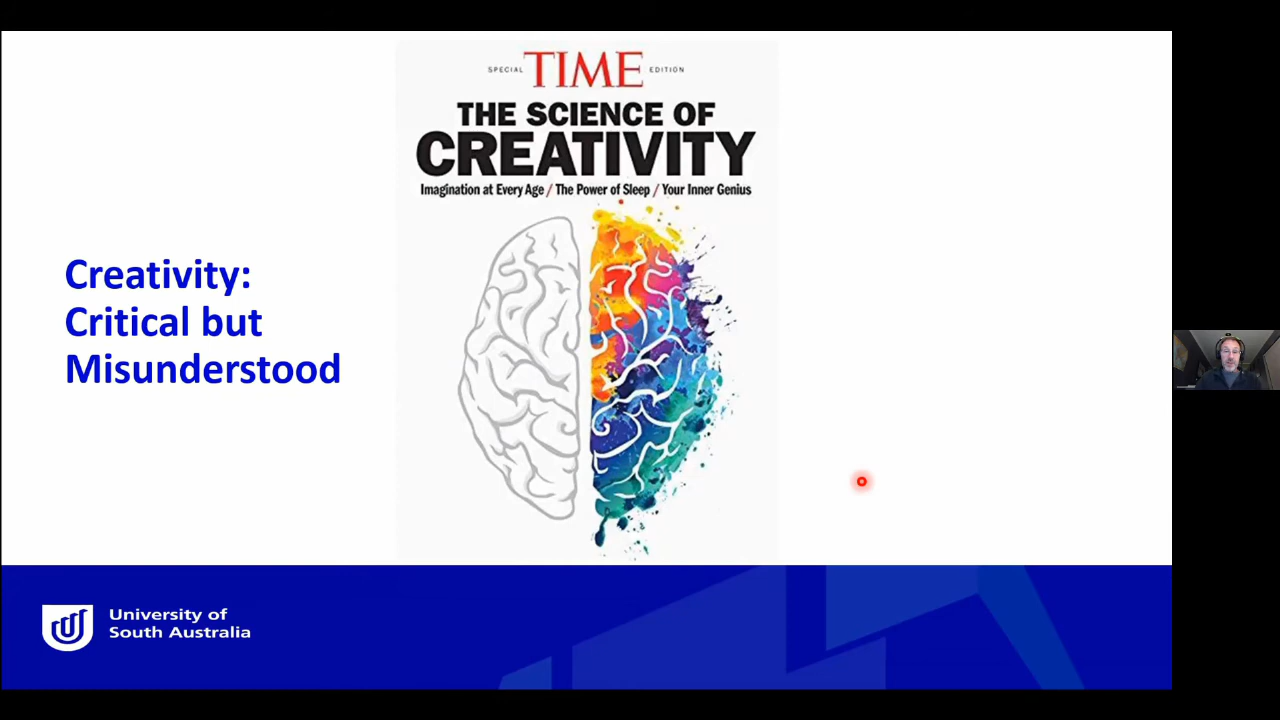 SPECIAL TIME EDITION
THE SCIENCE OF
CREATIVITY
Imagination at Every Age / The Power of Sleep / Your Inner Genius
Creativity:
Critical but
Misunderstood
University of
South Australia